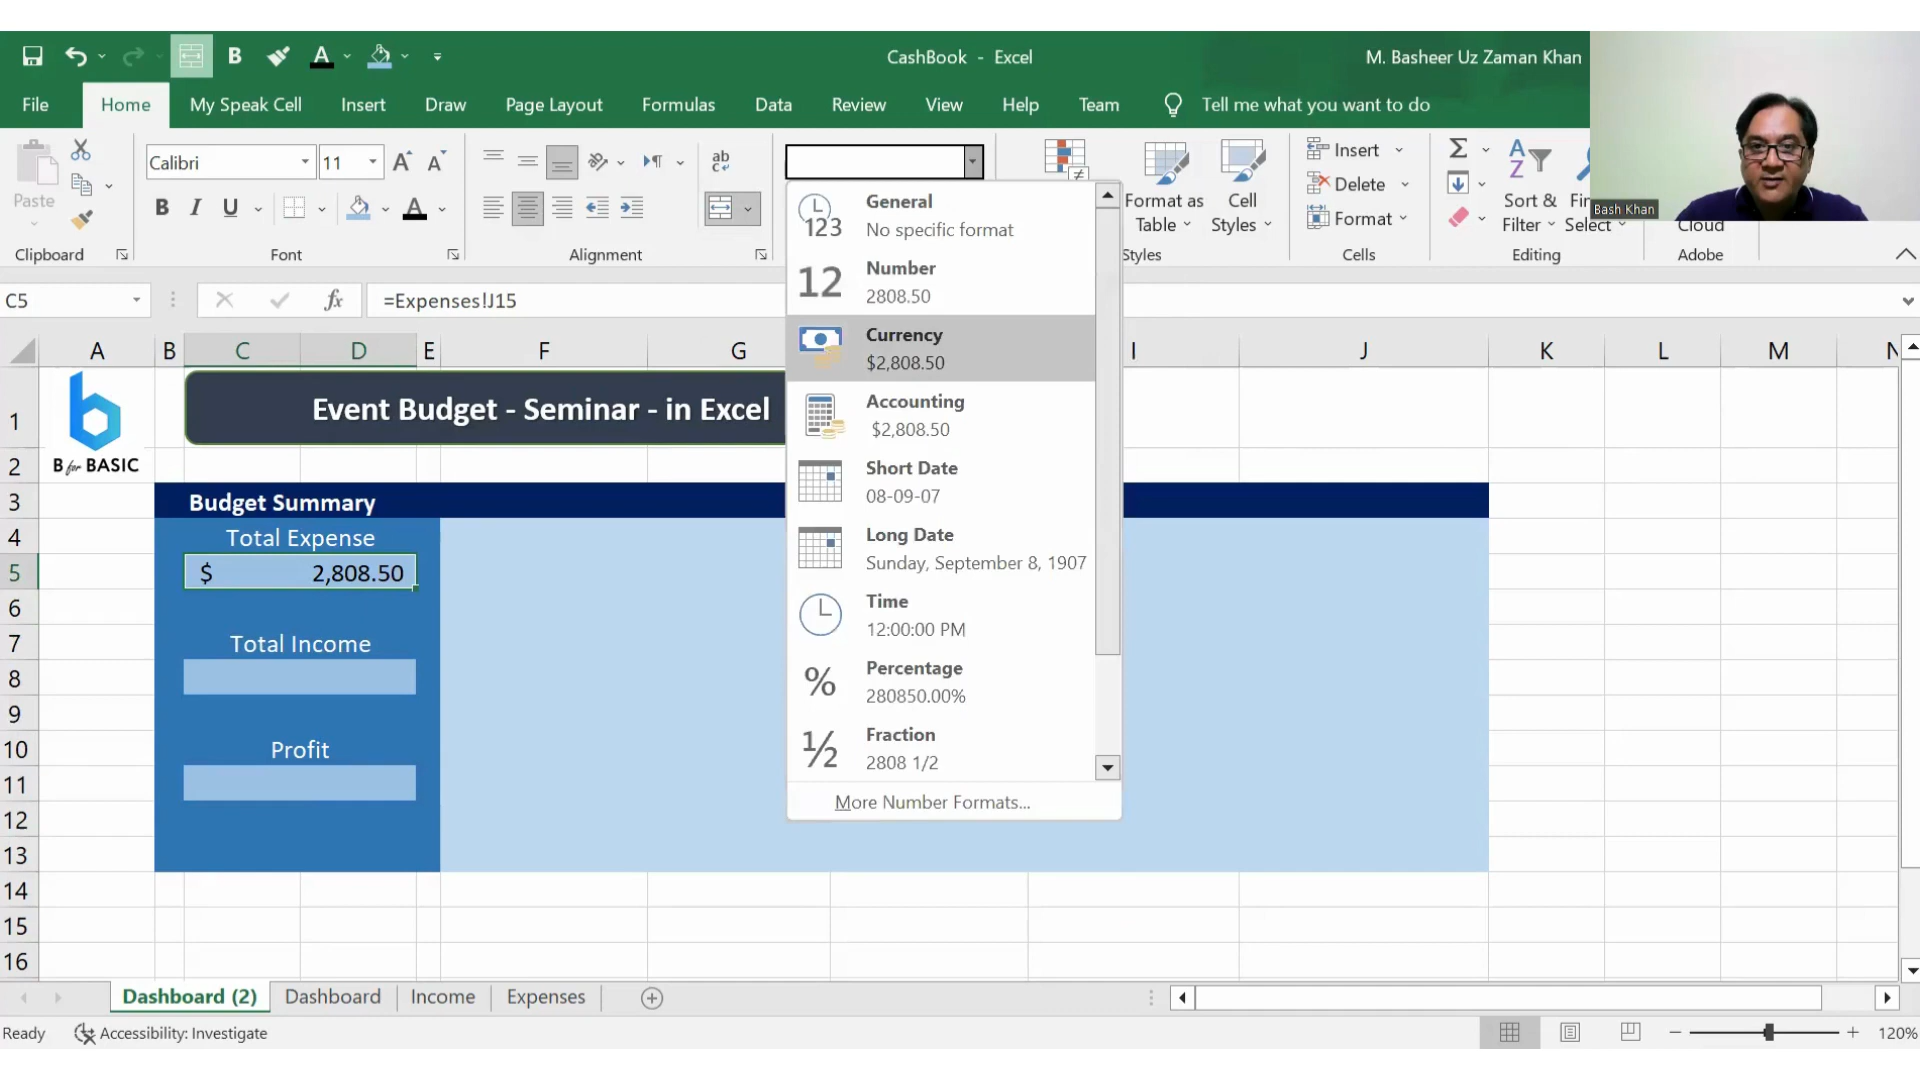 CashBook - Excel
M. Basheer Uz Zaman Khan
File Home My Speak Cell Insert Draw Page Layout Formulas Data Review View Help Team Tell me what you want to do
Paste
Clipboard
Calibri 11
B I U
Font
ab
Alignment
Format as Table
Cell Styles
Styles
Insert
Delete
Format
Cells
Sort & Filter
Select
Editing
Cloud
Adobe
Bash Khan
C5
fx
=Expenses!J15
General
No specific format
Number
2808.50
Currency
$2,808.50
Accounting
$2,808.50
Short Date
08-09-07
Long Date
Sunday, September 8, 1907
Time
12:00:00 PM
Percentage
280850.00%
Fraction
2808 1/2
More Number Formats...
A B C D E F G I J K L M N
1 2 3 4 5 6 7 8 9 10 11 12 13 14 15 16
B for BASIC
Event Budget - Seminar - in Excel
Budget Summary
Total Expense
$ 2,808.50
Total Income
Profit
Dashboard (2) Dashboard Income Expenses
Ready Accessibility: Investigate
120%